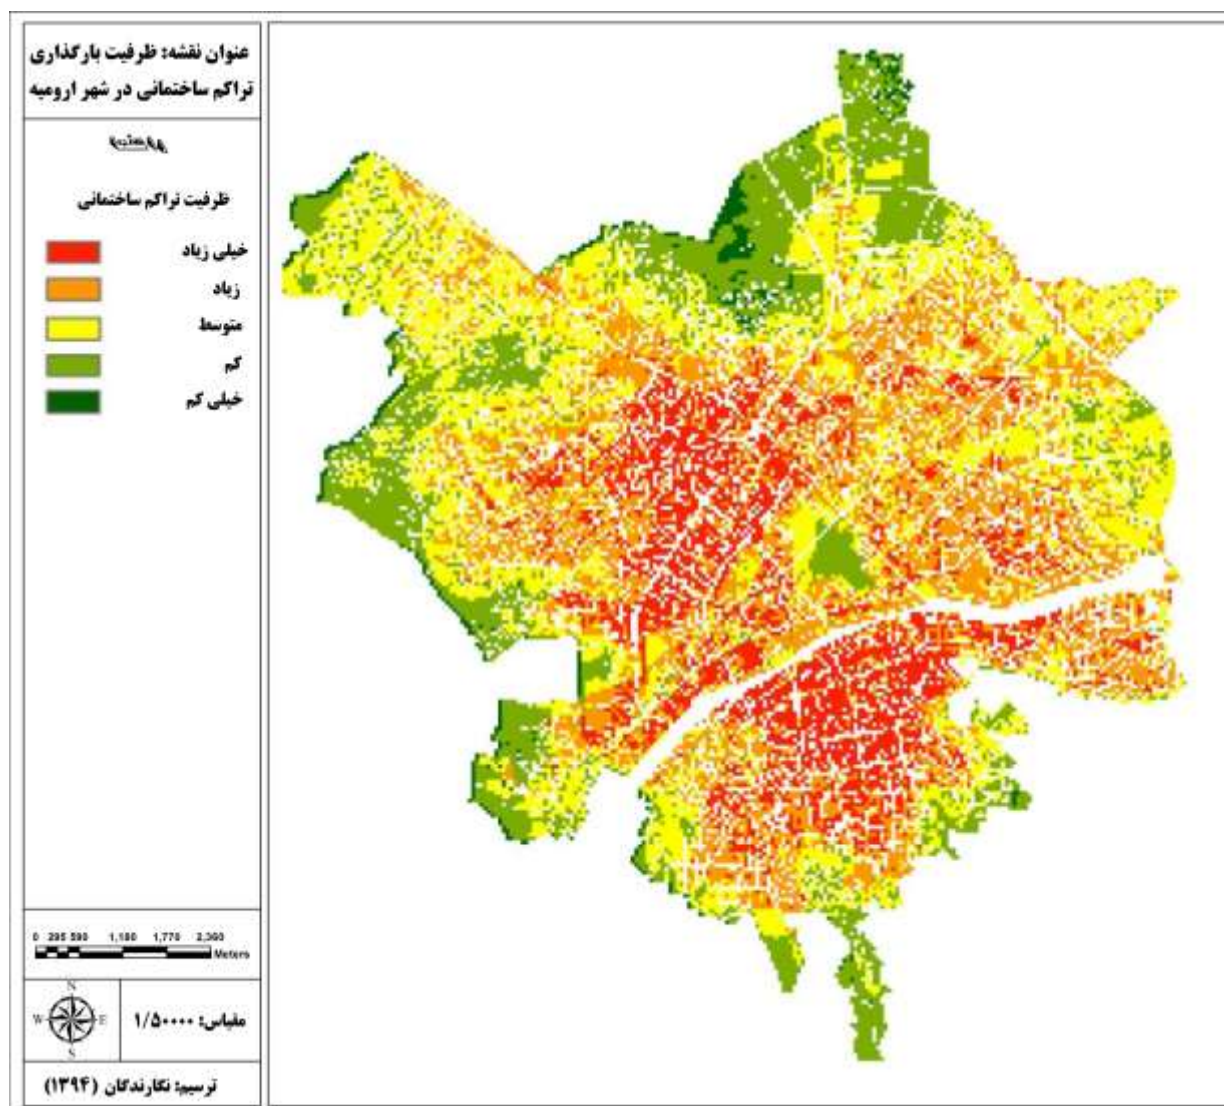 عنوان نقشه: ظرفیت بارگذاری
تراکم ساختمانی در شهر ارومیه
ظرفیت تراکم ساختمانی
خیلی زیاد
زیاد
متوسط
کم
خیلی کم
0 295 590 1,180 1,770 2,360
Meters
N
W E
S
مقیاس: ۱/۵۰۰۰۰
ترسیم: نگارندگان (۱۳۹۴)